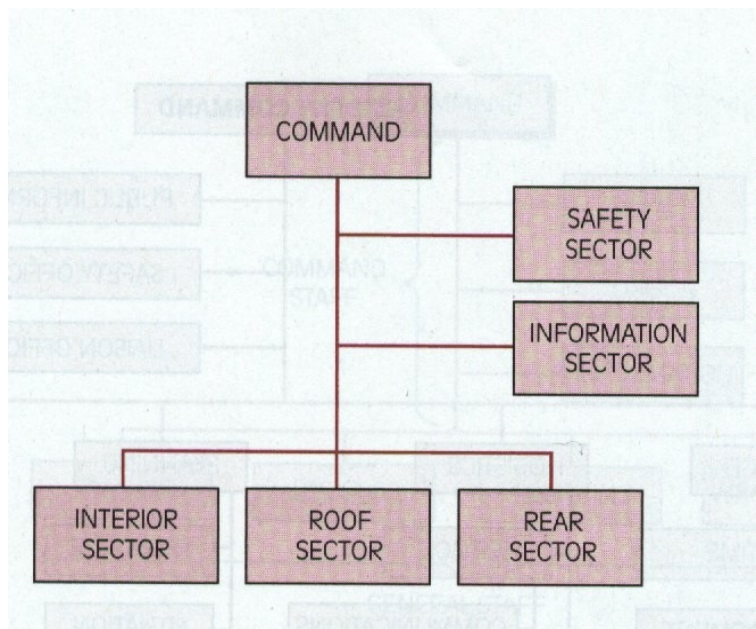 COMMAND
SAFETY
SECTOR
INFORMATION
SECTOR
INTERIOR
SECTOR
ROOF
SECTOR
REAR
SECTOR